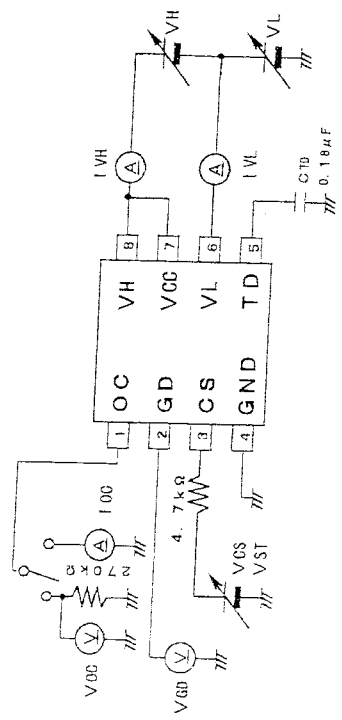 VOC
270kΩ
IOC
VGD
4.7kΩ
VCS
VST
1
2
3
4
OC
GD
CS
GND
VH
VCC
VL
TD
8
7
6
5
IVH
A
IVL
A
VH
VL
CTD
0.18μF
V
A
V